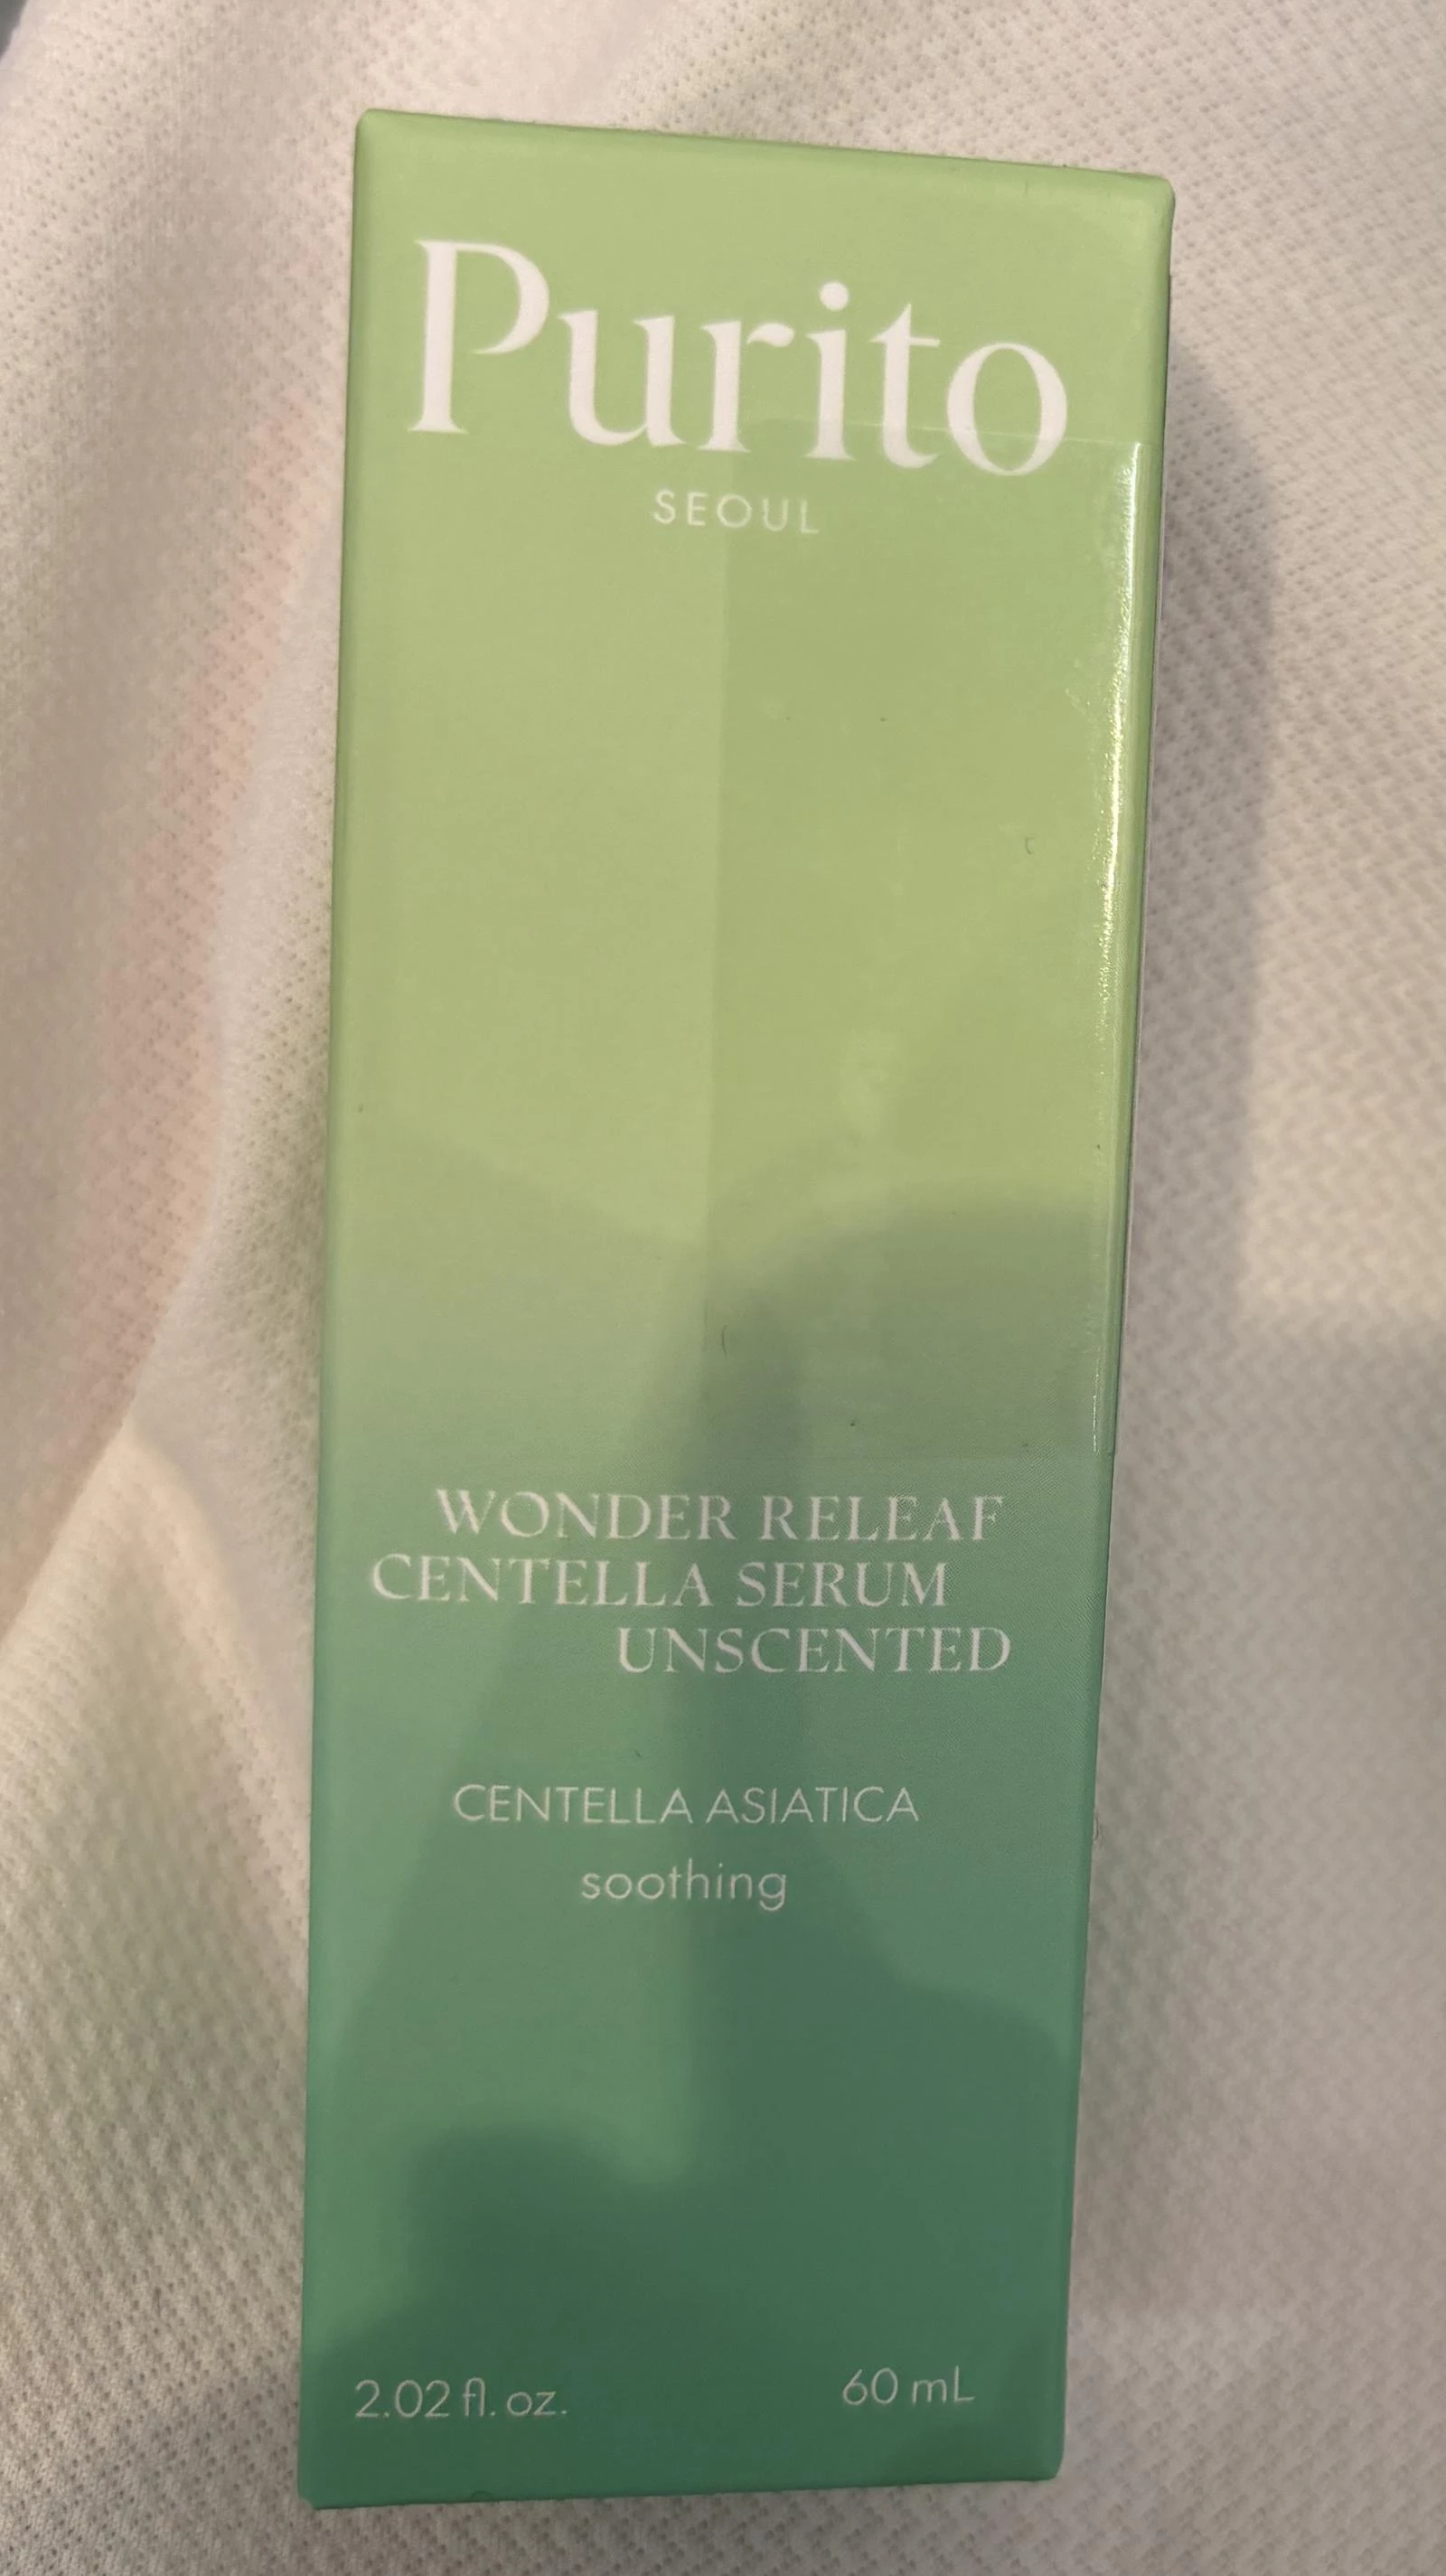 Purito
SEOUL
WONDER RELEAF
CENTELLA SERUM
UNSCENTED
CENTELLA ASIATICA
soothing
2.02 fl. oz. 60 mL